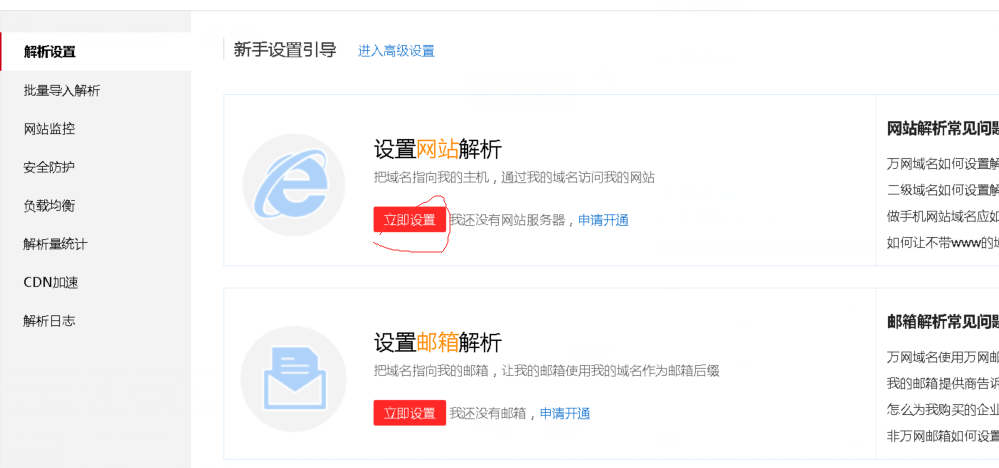 解析设置
批量导入解析
网站监控
安全防护
负载均衡
解析量统计
CDN加速
解析日志
新手设置引导 进入高级设置
设置网站解析
把域名指向我的主机，通过我的域名访问我的网站
立即设置 我还没有网站服务器，申请开通
网站解析常见问题
万网域名如何设置解
二级域名如何设置解
做手机网站域名应如
如何让不带www的域
设置邮箱解析
把域名指向我的邮箱，让我的邮箱使用我的域名作为邮箱后缀
立即设置 我还没有邮箱，申请开通
邮箱解析常见问题
万网域名使用万网邮
我的邮箱提供商告诉
怎么为我购买的企业
非万网邮箱如何设置